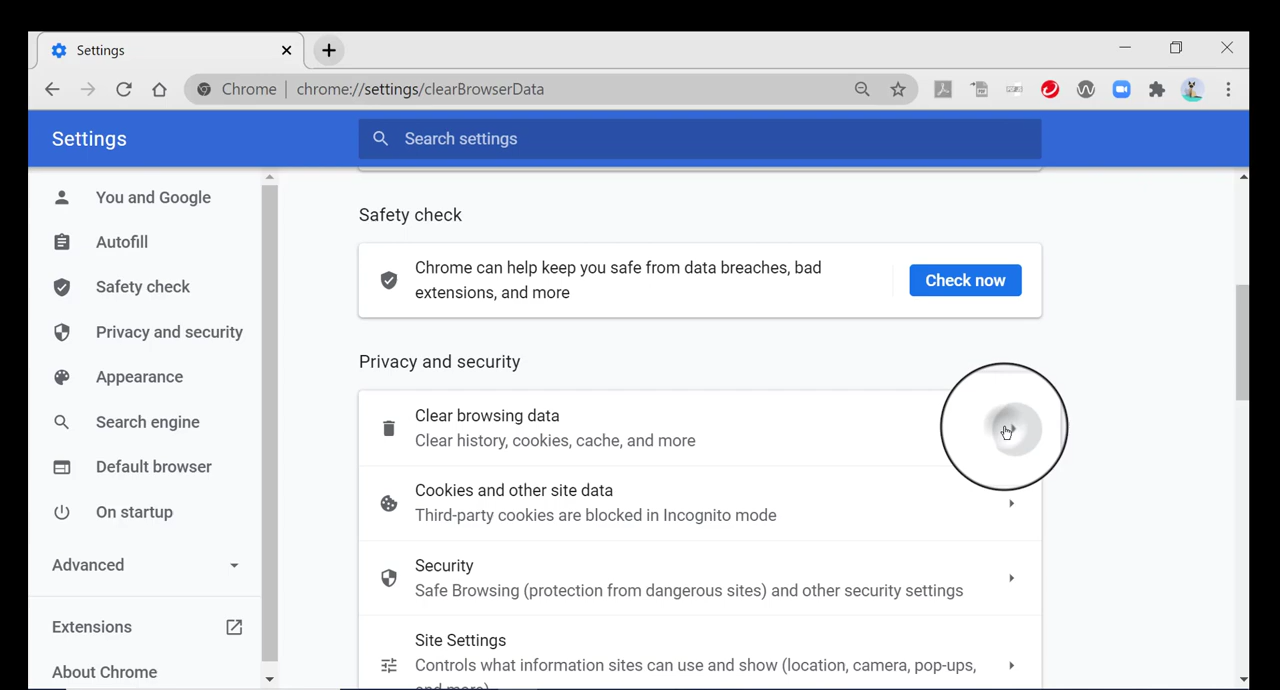 Settings
Chrome | chrome://settings/clearBrowserData
Settings
Search settings
You and Google
Autofill
Safety check
Privacy and security
Appearance
Search engine
Default browser
On startup
Advanced
Extensions
About Chrome
Safety check
Chrome can help keep you safe from data breaches, bad
extensions, and more
Check now
Privacy and security
Clear browsing data
Clear history, cookies, cache, and more
Cookies and other site data
Third-party cookies are blocked in Incognito mode
Security
Safe Browsing (protection from dangerous sites) and other security settings
Site Settings
Controls what information sites can use and show (location, camera, pop-ups,
and more)